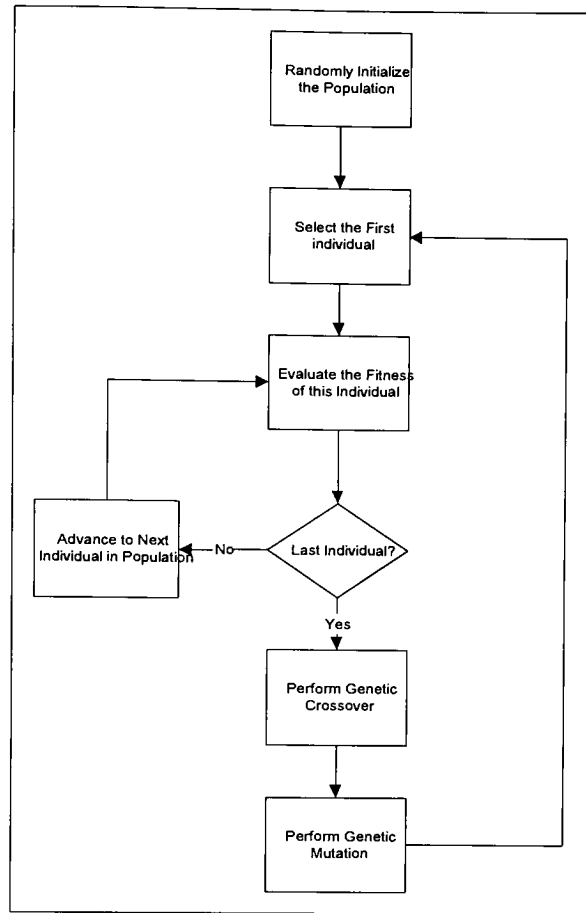 Randomly Initialize
the Population
Select the First
individual
Evaluate the Fitness
of this Individual
Last Individual?
No
Advance to Next
Individual in Population
Yes
Perform Genetic
Crossover
Perform Genetic
Mutation